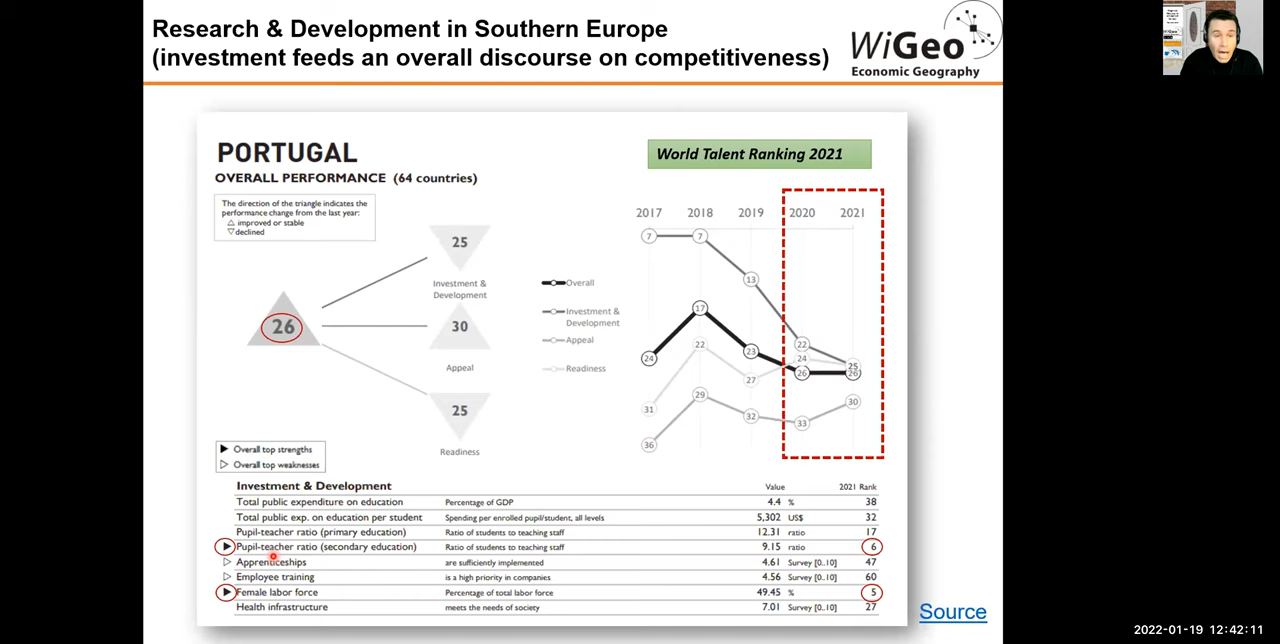 Research & Development in Southern Europe
(investment feeds an overall discourse on competitiveness)
WiGeo
Economic Geography
PORTUGAL
OVERALL PERFORMANCE (64 countries)
World Talent Ranking 2021
The direction of the triangle indicates the
performance change from the last year:
△ improved or stable
▽ declined
26
25
Investment &
Development
30
Appeal
25
Readiness
Overall
Investment &
Development
Appeal
Readiness
2017 2018 2019 2020 2021
7 7 13 22 25
24 17 23 26 26
31 22 27 24
36 29 32 33 30
▶ Overall top strengths
▷ Overall top weaknesses
Investment & Development Value 2021 Rank
Total public expenditure on education Percentage of GDP 4.4 % 38
Total public exp. on education per student Spending per enrolled pupil/student, all levels 5,302 US$ 32
Pupil-teacher ratio (primary education) Ratio of students to teaching staff 12.31 ratio 17
▶ Pupil-teacher ratio (secondary education) Ratio of students to teaching staff 9.15 ratio 6
▷ Apprenticeships are sufficiently implemented 4.61 Survey [0..10] 47
▷ Employee training is a high priority in companies 4.56 Survey [0..10] 60
▶ Female labor force Percentage of total labor force 49.45 % 5
Health infrastructure meets the needs of society 7.01 Survey [0..10] 27
Source
2022-01-19 12:42:11